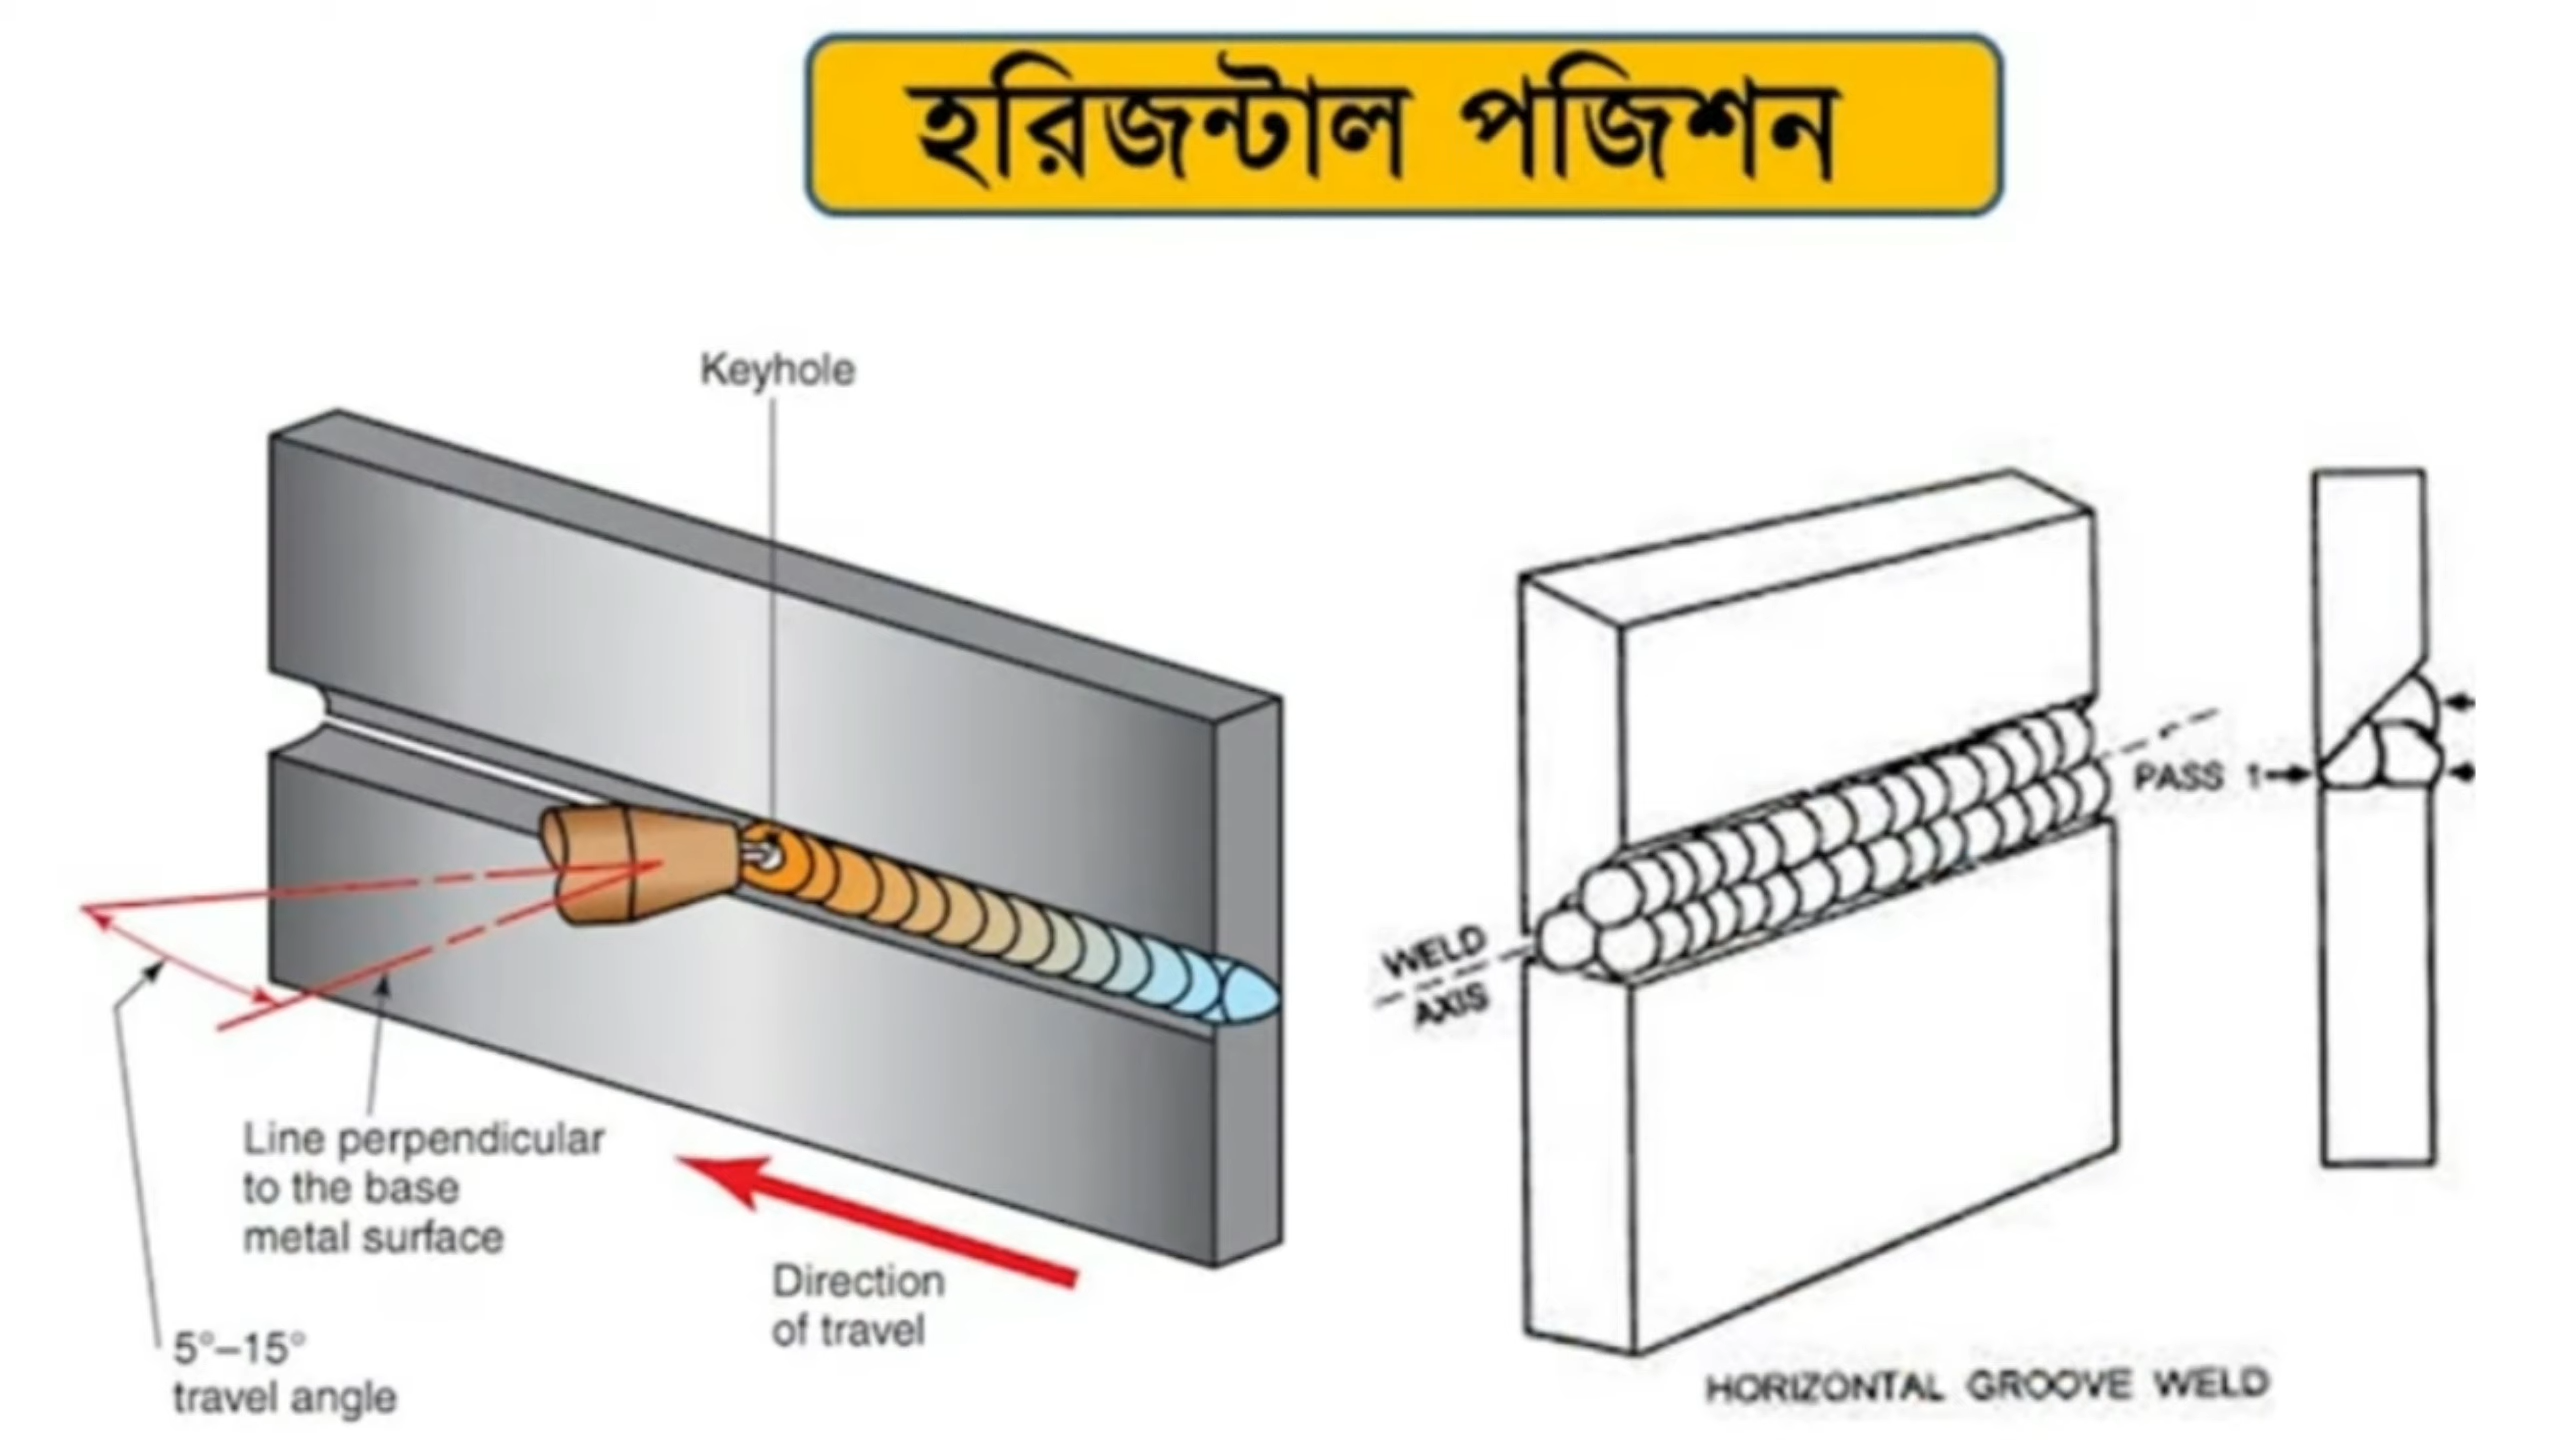 হরিজন্টাল পজিশন
Keyhole
Line perpendicular
to the base
metal surface
5°–15°
travel angle
Direction
of travel
WELD
AXIS
PASS 1
HORIZONTAL GROOVE WELD